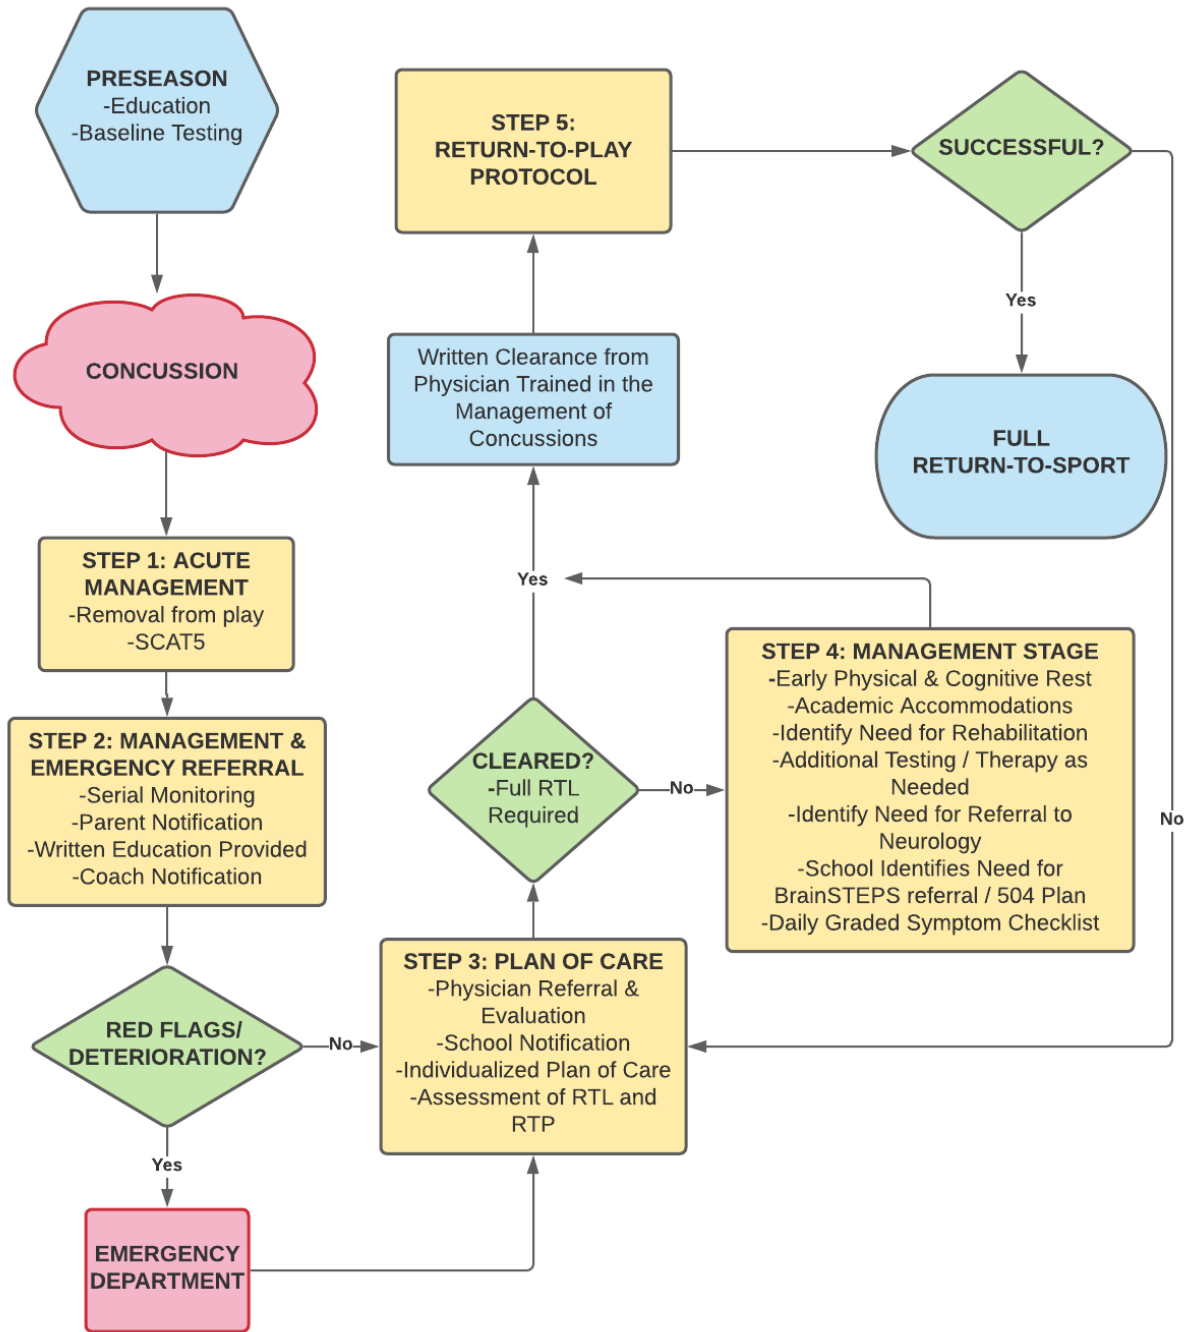 PRESEASON
-Education
-Baseline Testing
CONCUSSION
STEP 1: ACUTE
MANAGEMENT
-Removal from play
-SCAT5
STEP 2: MANAGEMENT &
EMERGENCY REFERRAL
-Serial Monitoring
-Parent Notification
-Written Education Provided
-Coach Notification
RED FLAGS/
DETERIORATION?
No
Yes
EMERGENCY
DEPARTMENT
STEP 3: PLAN OF CARE
-Physician Referral &
Evaluation
-School Notification
-Individualized Plan of Care
-Assessment of RTL and
RTP
CLEARED?
-Full RTL
Required
No
Yes
STEP 4: MANAGEMENT STAGE
-Early Physical & Cognitive Rest
-Academic Accommodations
-Identify Need for Rehabilitation
-Additional Testing / Therapy as
Needed
-Identify Need for Referral to
Neurology
-School Identifies Need for
BrainSTEPS referral / 504 Plan
-Daily Graded Symptom Checklist
Written Clearance from
Physician Trained in the
Management of
Concussions
STEP 5:
RETURN-TO-PLAY
PROTOCOL
SUCCESSFUL?
Yes
No
FULL
RETURN-TO-SPORT